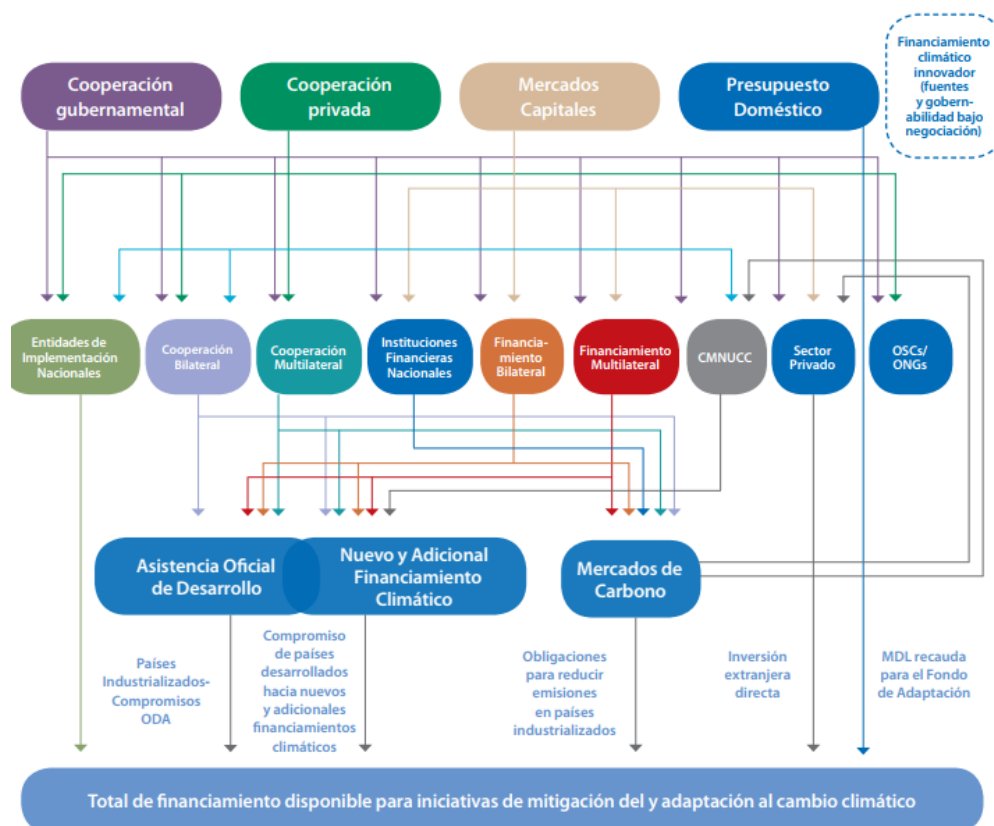 Cooperación
gubernamental
Cooperación
privada
Mercados
Capitales
Presupuesto
Doméstico
Financiamiento
climático
innovador
(fuentes
y gobern-
abilidad bajo
negociación)
Entidades de
Implementación
Nacionales
Cooperación
Bilateral
Cooperación
Multilateral
Instituciones
Financieras
Nacionales
Financia-
miento
Bilateral
Financiamiento
Multilateral
CMNUCC
Sector
Privado
OSCs/
ONGs
Asistencia Oficial
de Desarrollo
Nuevo y Adicional
Financiamiento
Climático
Mercados de
Carbono
Países
Industrializados-
Compromisos
ODA
Compromiso
de países
desarrollados
hacia nuevos
y adicionales
financiamientos
climáticos
Obligaciones
para reducir
emisiones
en países
industrializados
Inversión
extranjera
directa
MDL recauda
para el Fondo
de Adaptación
Total de financiamiento disponible para iniciativas de mitigación del y adaptación al cambio climático